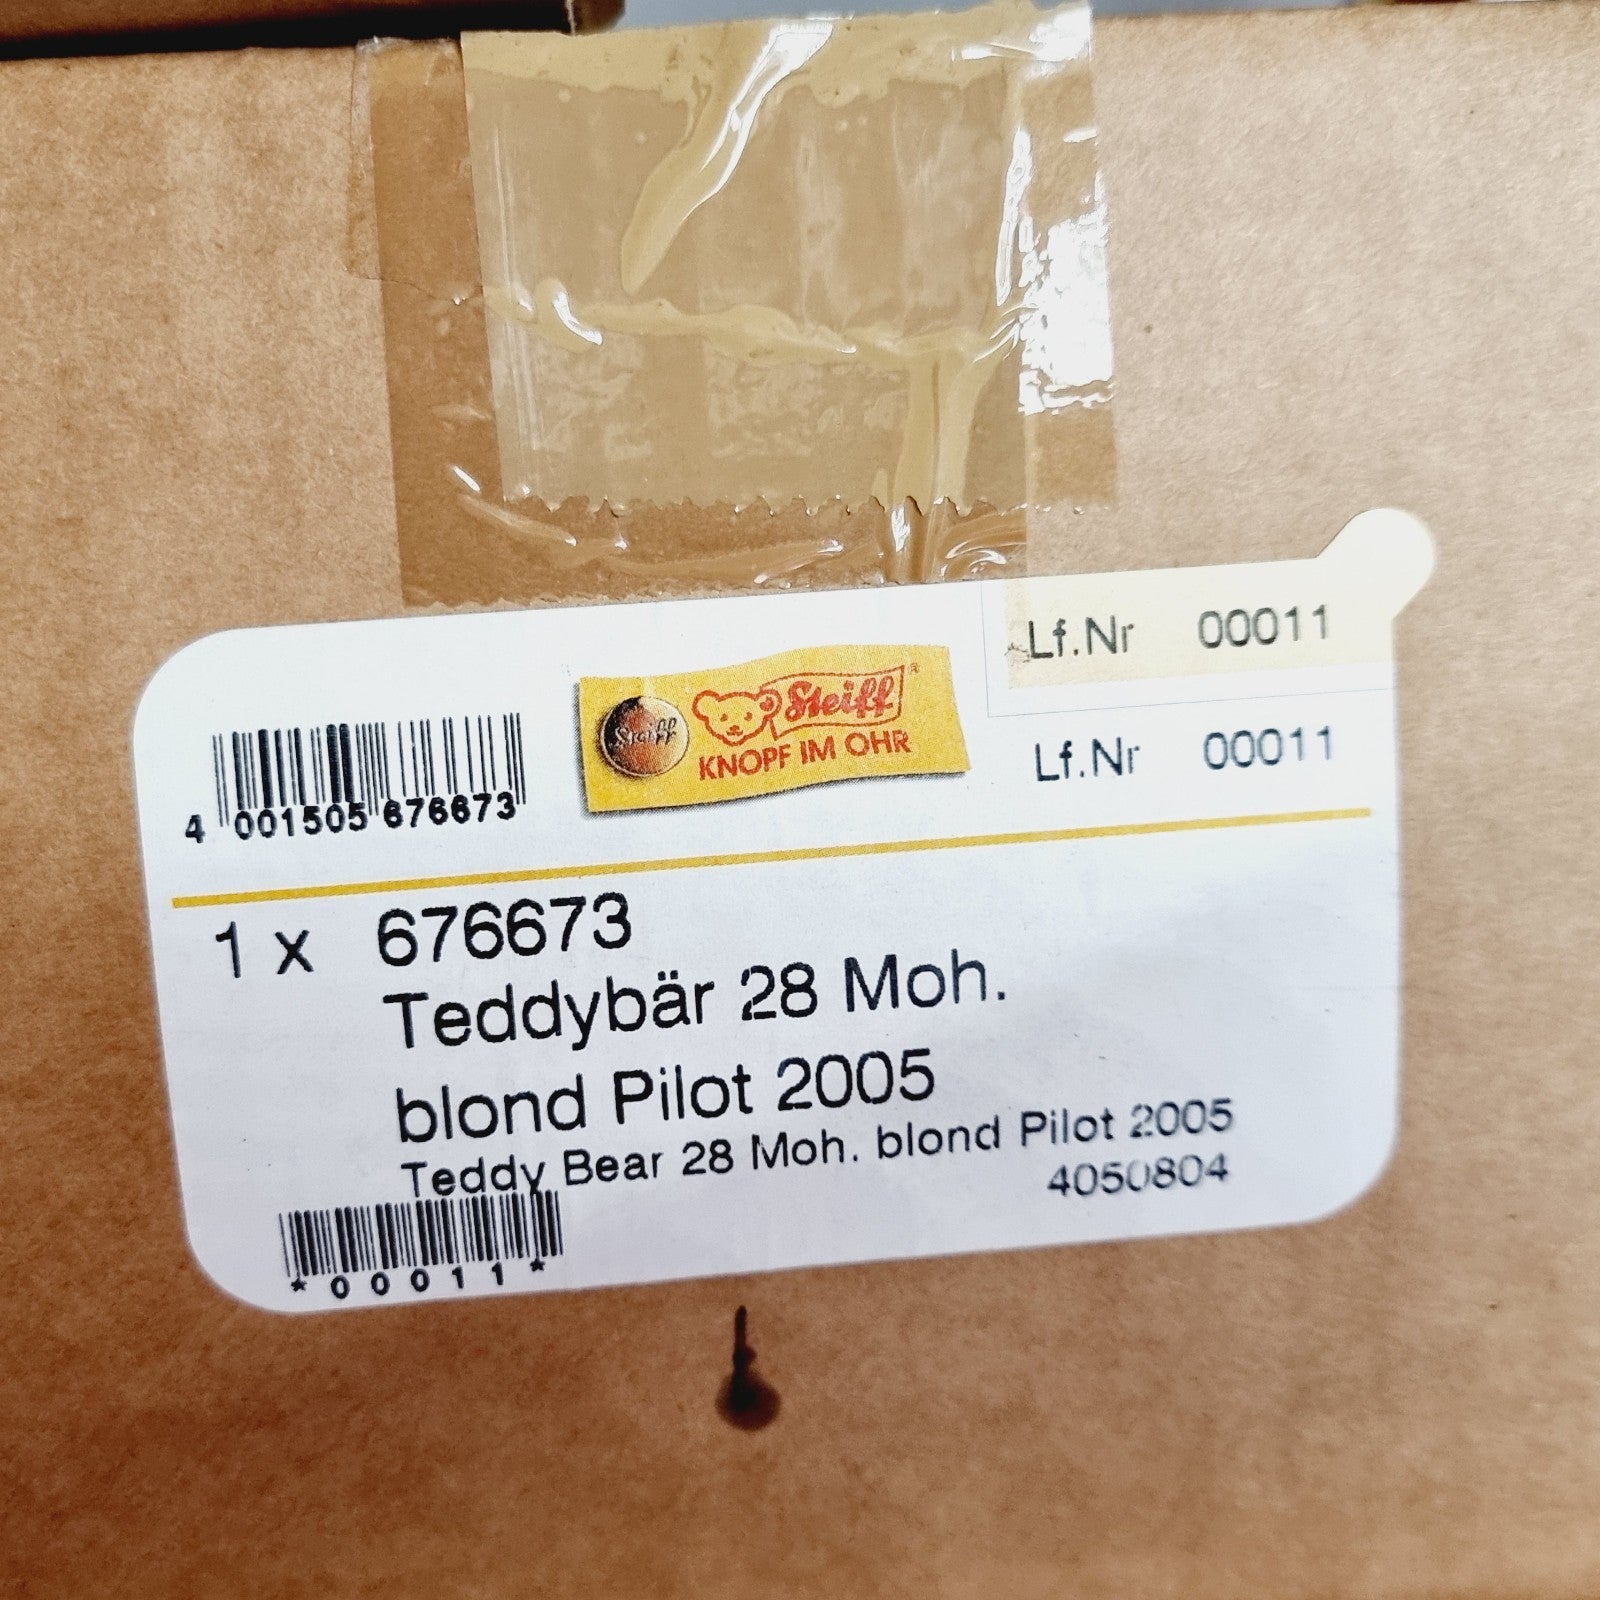 Lf.Nr 00011
Steiff
Steiff®
KNOPF IM OHR
Lf.Nr 00011
4 001505 676673
1 x 676673
Teddybär 28 Moh.
blond Pilot 2005
Teddy Bear 28 Moh. blond Pilot 2005
4050804
*00011*